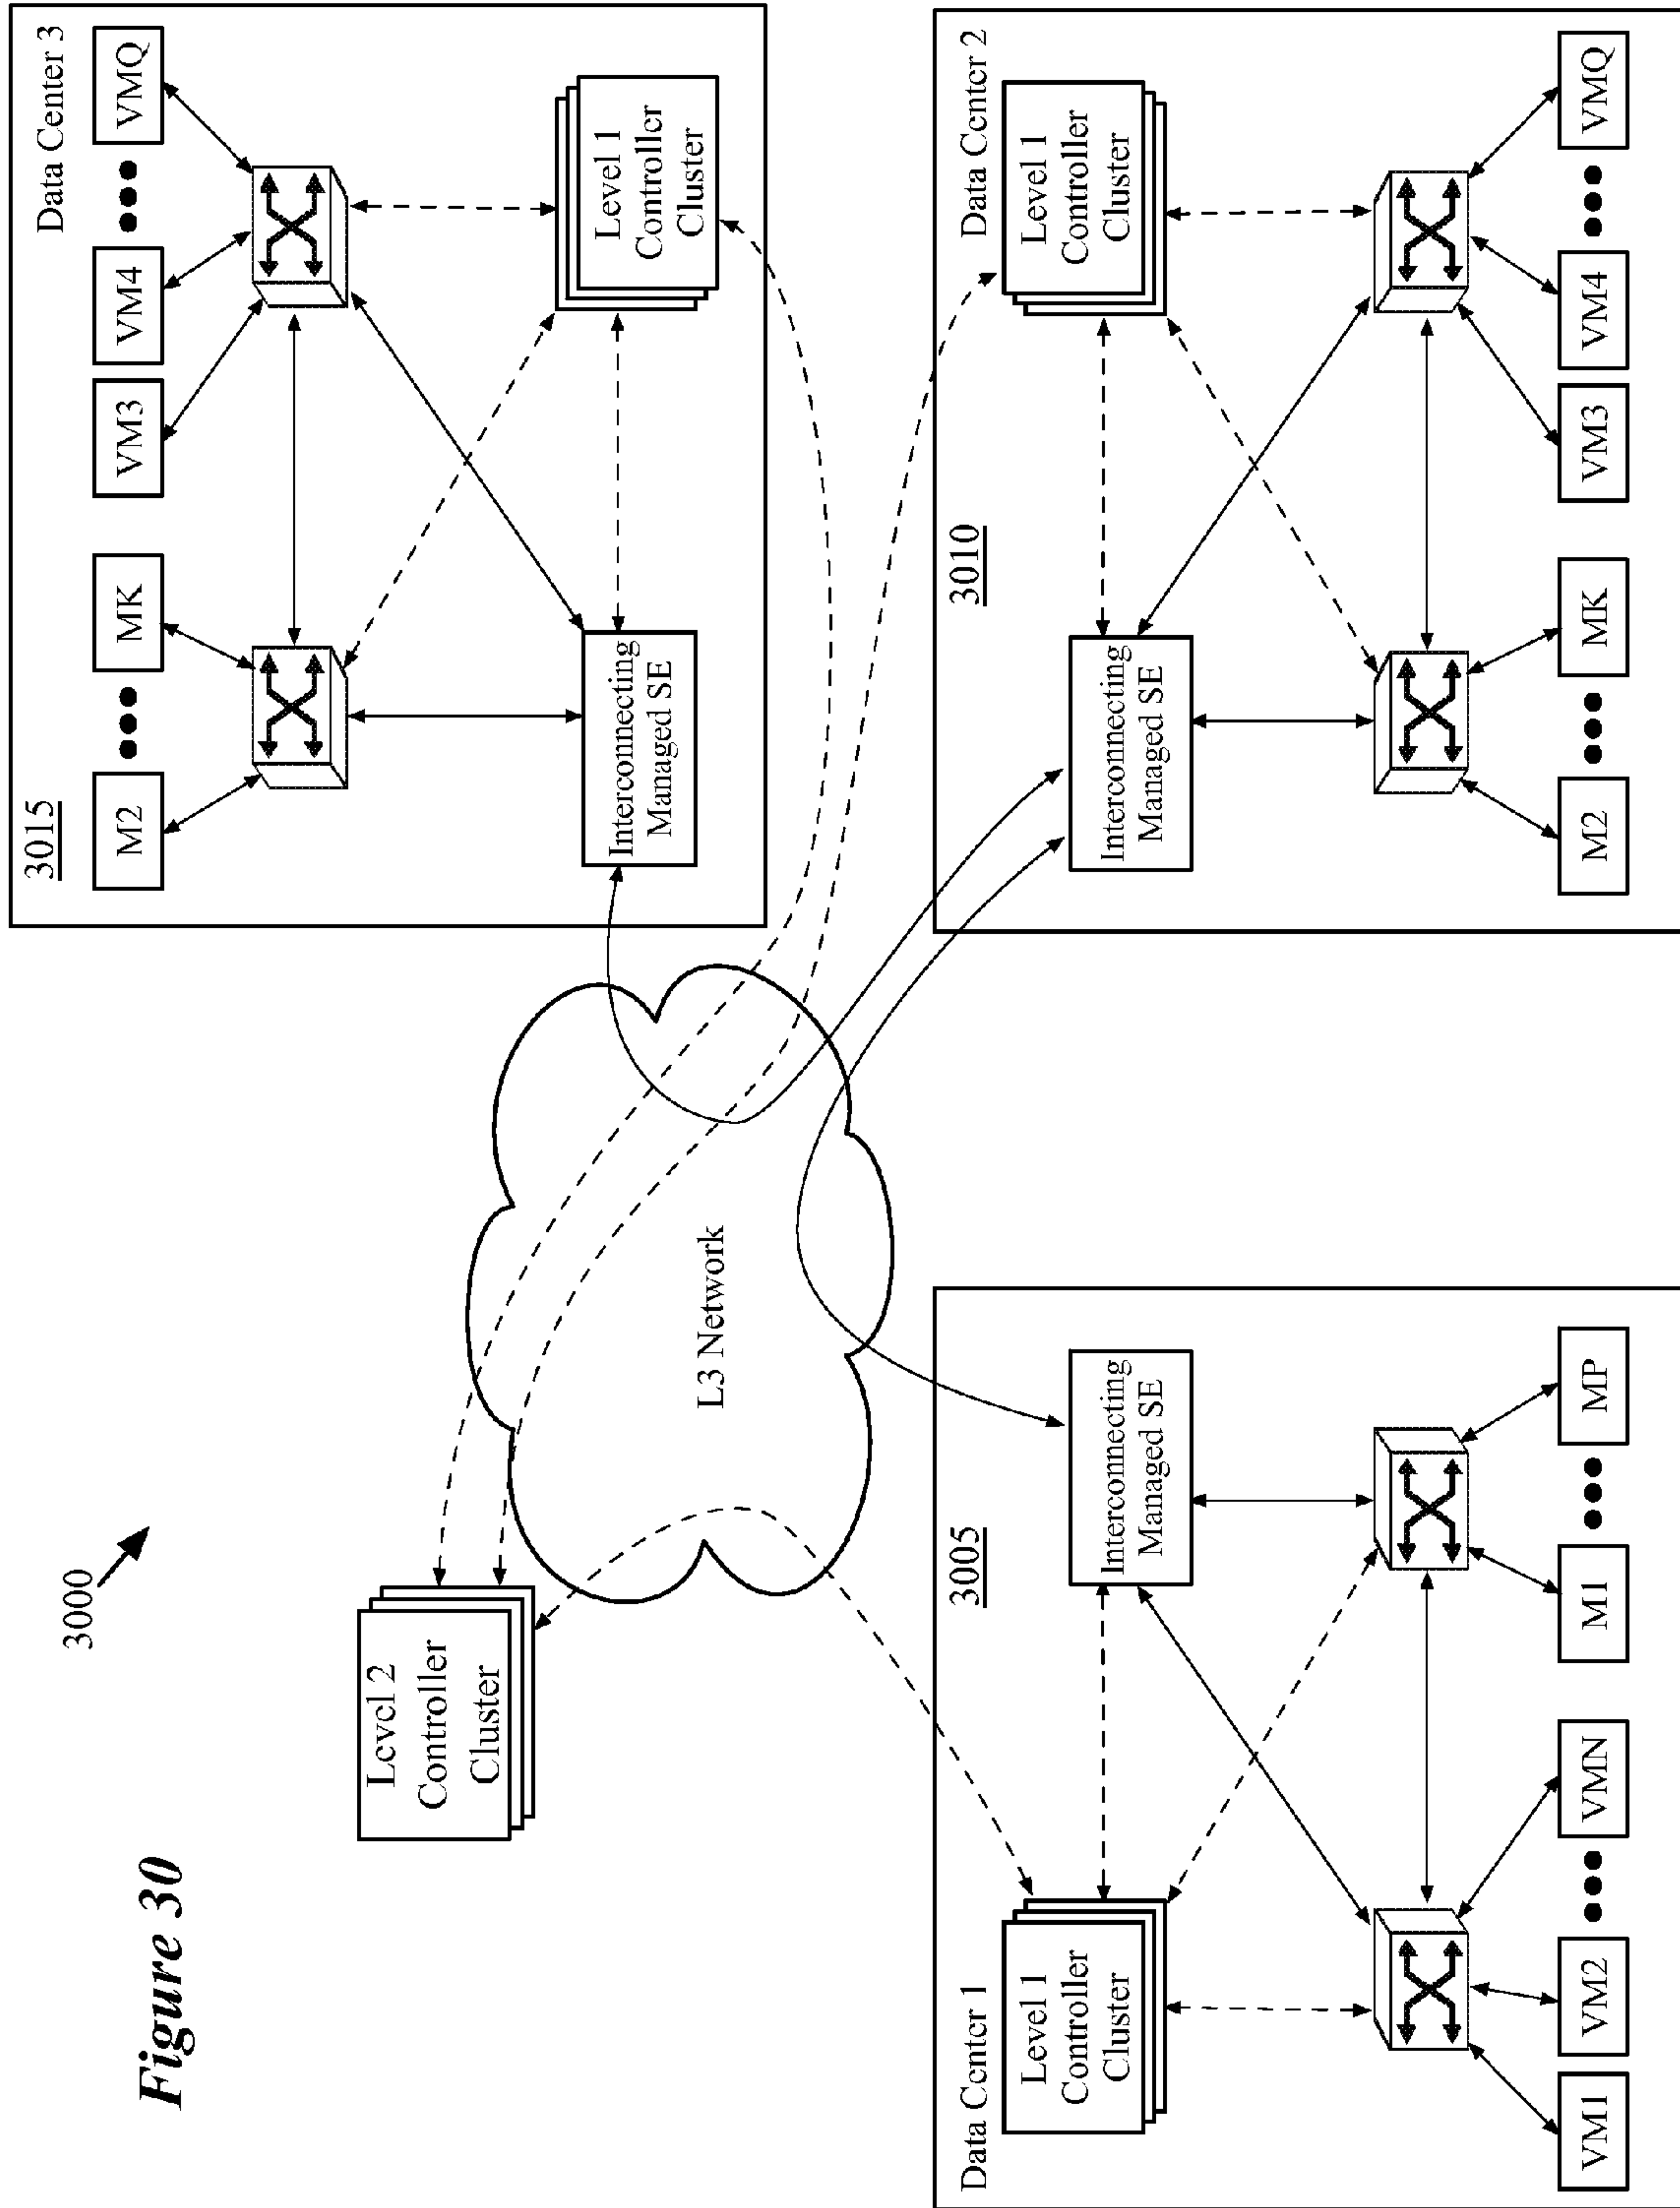 Figure 30
3000
Level 2
Controller
Cluster
L3 Network
3015
Data Center 3
M2
MK
VM3
VM4
VMQ
Interconnecting
Managed SE
Level 1
Controller
Cluster
Data Center 1
Level 1
Controller
Cluster
3005
Interconnecting
Managed SE
VM1
VM2
VMN
M1
MP
3010
Data Center 2
Interconnecting
Managed SE
Level 1
Controller
Cluster
M2
MK
VM3
VM4
VMQ